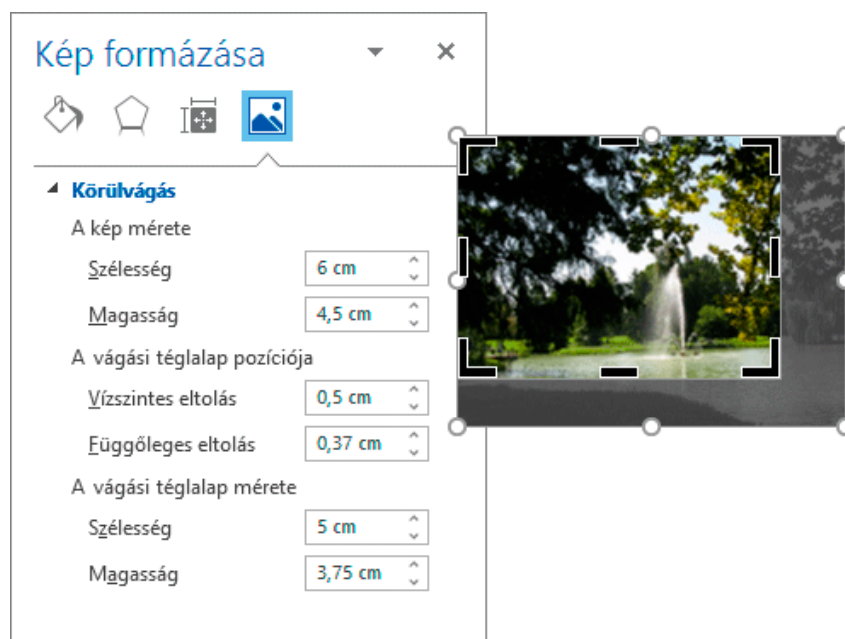 Kép formázása
Körülvágás
A kép mérete
Szélesség 6 cm
Magasság 4,5 cm
A vágási téglalap pozíciója
Vízszintes eltolás 0,5 cm
Függőleges eltolás 0,37 cm
A vágási téglalap mérete
Szélesség 5 cm
Magasság 3,75 cm